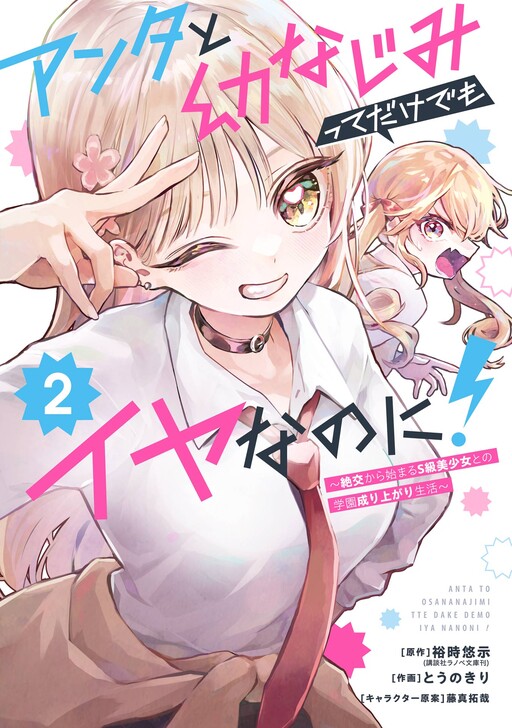 アンタと幼なじみ
ってだけでも
イヤなのに！
2
～絶交から始まるS級美少女との
学園成り上がり生活～
ANTA TO
OSANANAJIMI
TTE DAKE DEMO
IYA NANONI !
[原作]裕時悠示
(講談社ラノベ文庫刊)
[作画]とうのきり
[キャラクター原案]藤真拓哉